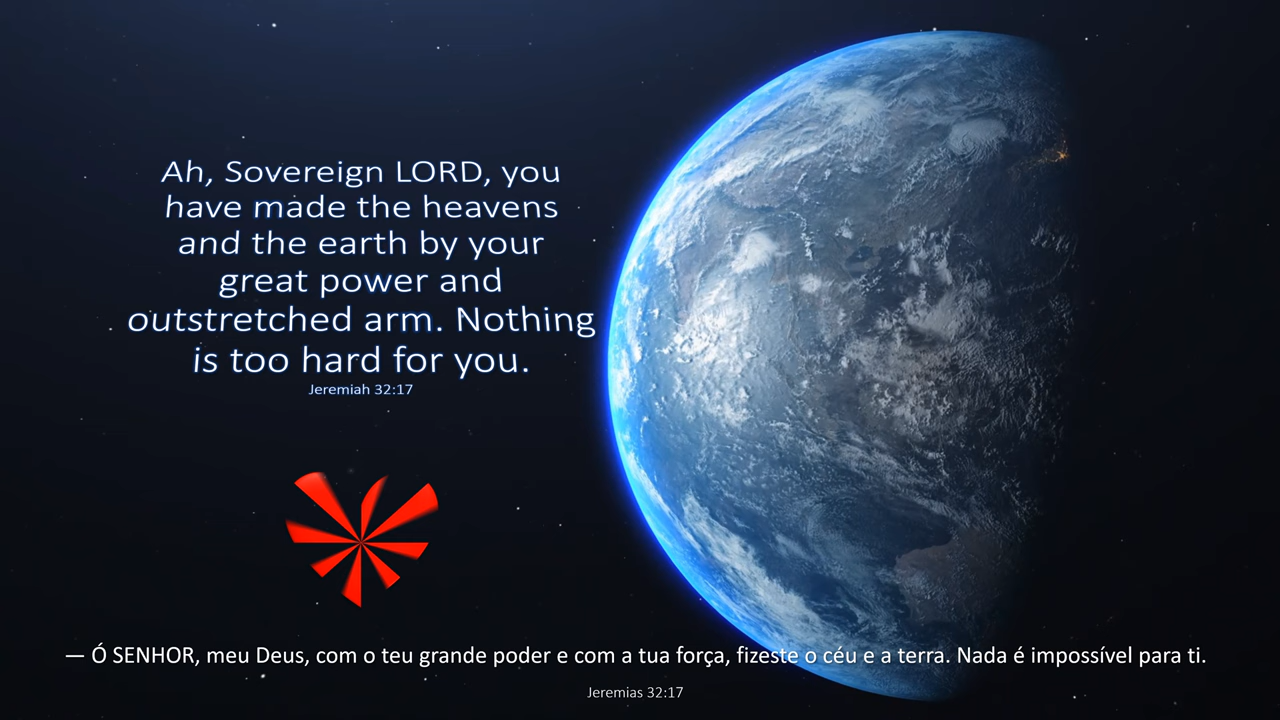 Ah, Sovereign LORD, you
have made the heavens
and the earth by your
great power and
outstretched arm. Nothing
is too hard for you.
Jeremiah 32:17
— Ó SENHOR, meu Deus, com o teu grande poder e com a tua força, fizeste o céu e a terra. Nada é impossível para ti.
Jeremias 32:17